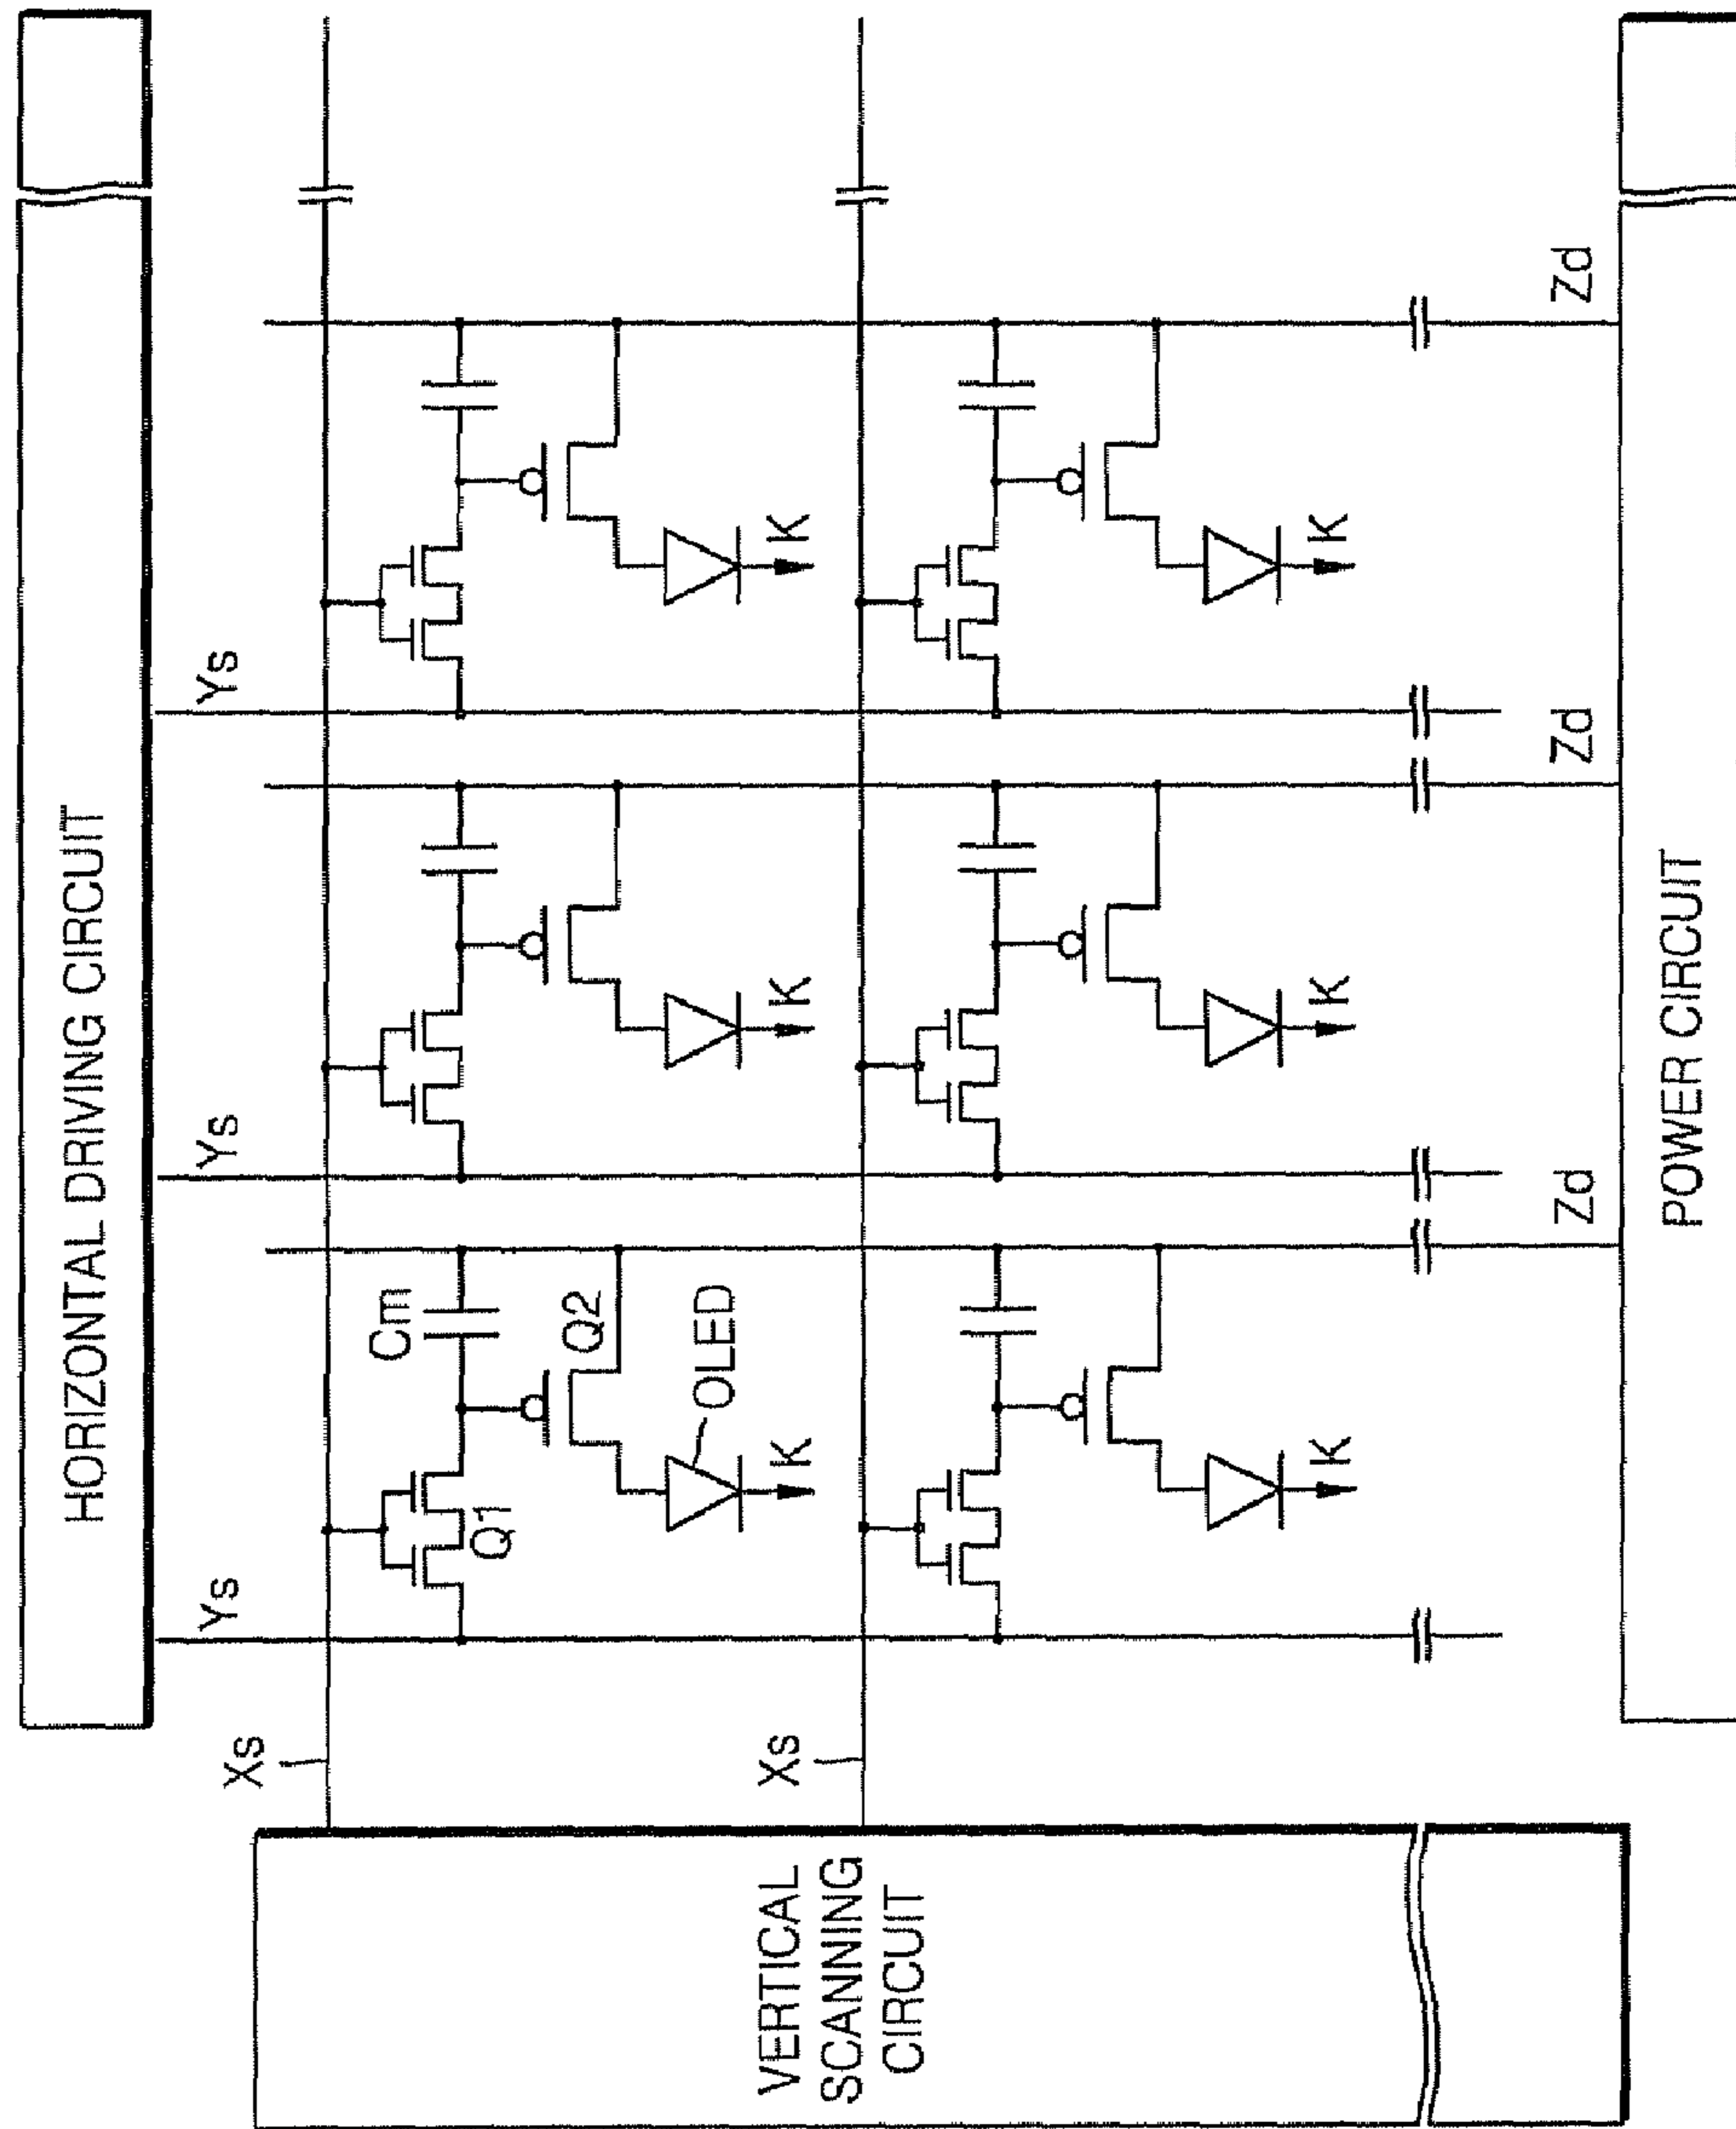 HORIZONTAL DRIVING CIRCUIT
Xs
Ys
Ys
Ys
Cm
Q1
Q2
OLED
K
K
K
Xs
VERTICAL
SCANNING
CIRCUIT
K
K
K
Zd
Zd
Zd
POWER CIRCUIT